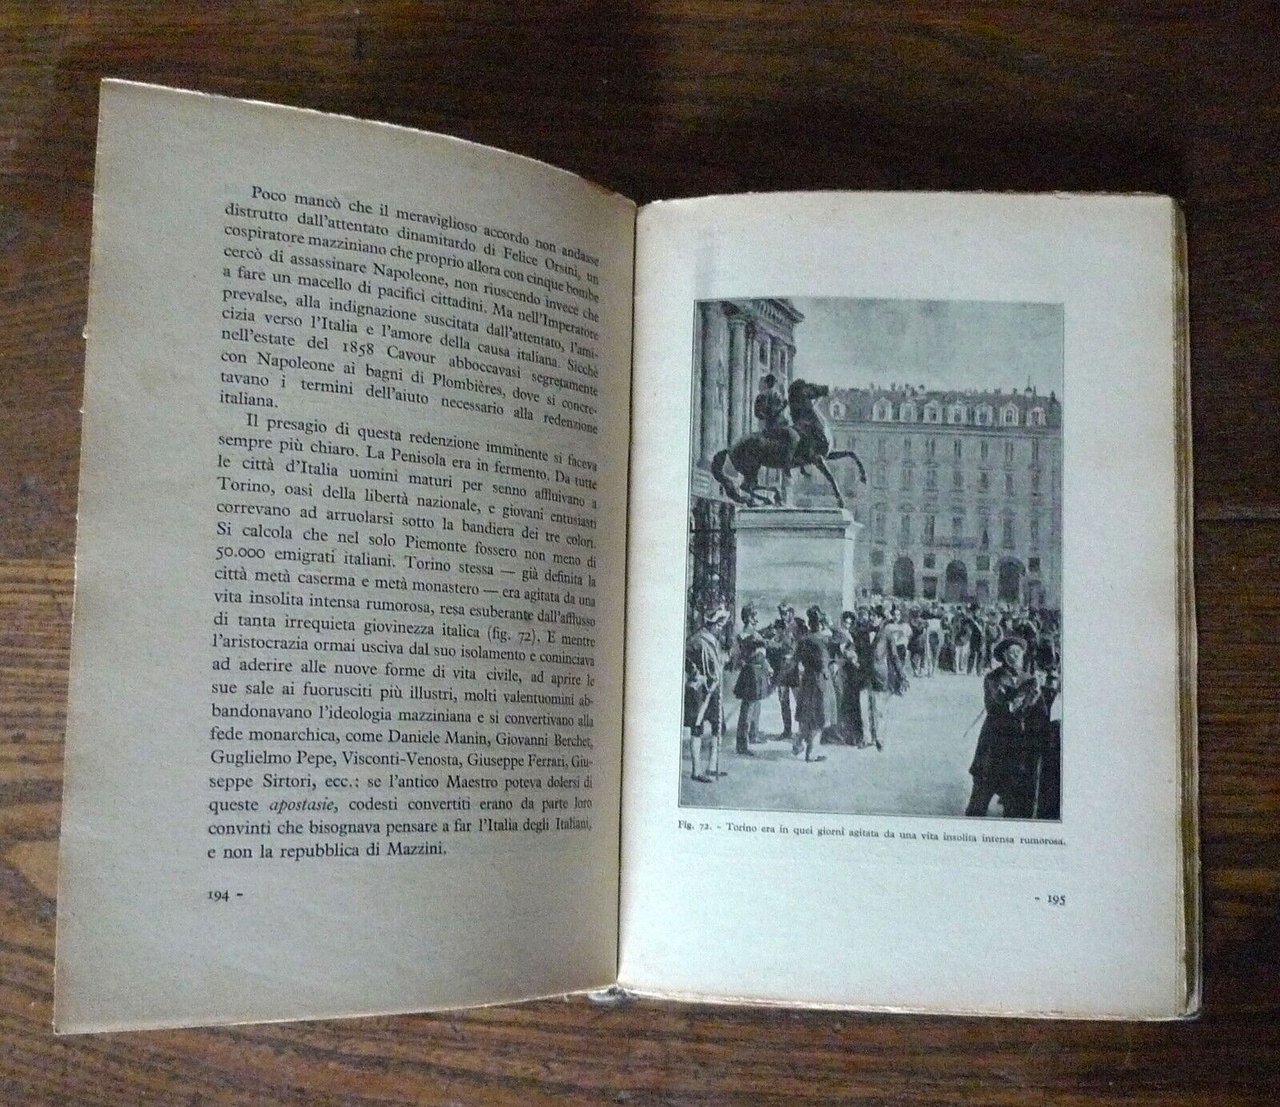 Poco mancò che il meraviglioso accordo non andasse
distrutto dall'attentato dinamitardo di Felice Orsini, un
cospiratore mazziniano che proprio allora con cinque bombe
cercò di assassinare Napoleone, non riuscendo invece che
a fare un macello di pacifici cittadini. Ma nell'Imperatore
prevalse, alla indignazione suscitata dall'attentato, l'ami-
cizia verso l'Italia e l'amore della causa italiana. Sicchè
nell'estate del 1858 Cavour abboccavasi segretamente
con Napoleone ai bagni di Plombières, dove si concre-
tavano i termini dell'aiuto necessario alla redenzione
italiana.
Il presagio di questa redenzione imminente si faceva
sempre più chiaro. La Penisola era in fermento. Da tutte
le città d'Italia uomini maturi per senno affluivano a
Torino, oasi della libertà nazionale, e giovani entusiasti
correvano ad arruolarsi sotto la bandiera dei tre colori.
Si calcola che nel solo Piemonte fossero non meno di
50.000 emigrati italiani. Torino stessa — già definita la
città metà caserma e metà monastero — era agitata da una
vita insolita intensa rumorosa, resa esuberante dall'afflusso
di tanta irrequieta giovinezza italica (fig. 72). E mentre
l'aristocrazia ormai usciva dal suo isolamento e cominciava
ad aderire alle nuove forme di vita civile, ad aprire le
sue sale ai fuorusciti più illustri, molti valentuomini ab-
bandonavano l'ideologia mazziniana e si convertivano alla
fede monarchica, come Daniele Manin, Giovanni Berchet,
Guglielmo Pepe, Visconti-Venosta, Giuseppe Ferrari, Giu-
seppe Sirtori, ecc.: se l'antico Maestro poteva dolersi di
queste apostasie, codesti convertiti erano da parte loro
convinti che bisognava pensare a far l'Italia degli Italiani,
e non la repubblica di Mazzini.
194 -
Fig. 72. - Torino era in quei giorni agitata da una vita insolita intensa rumorosa.
- 195